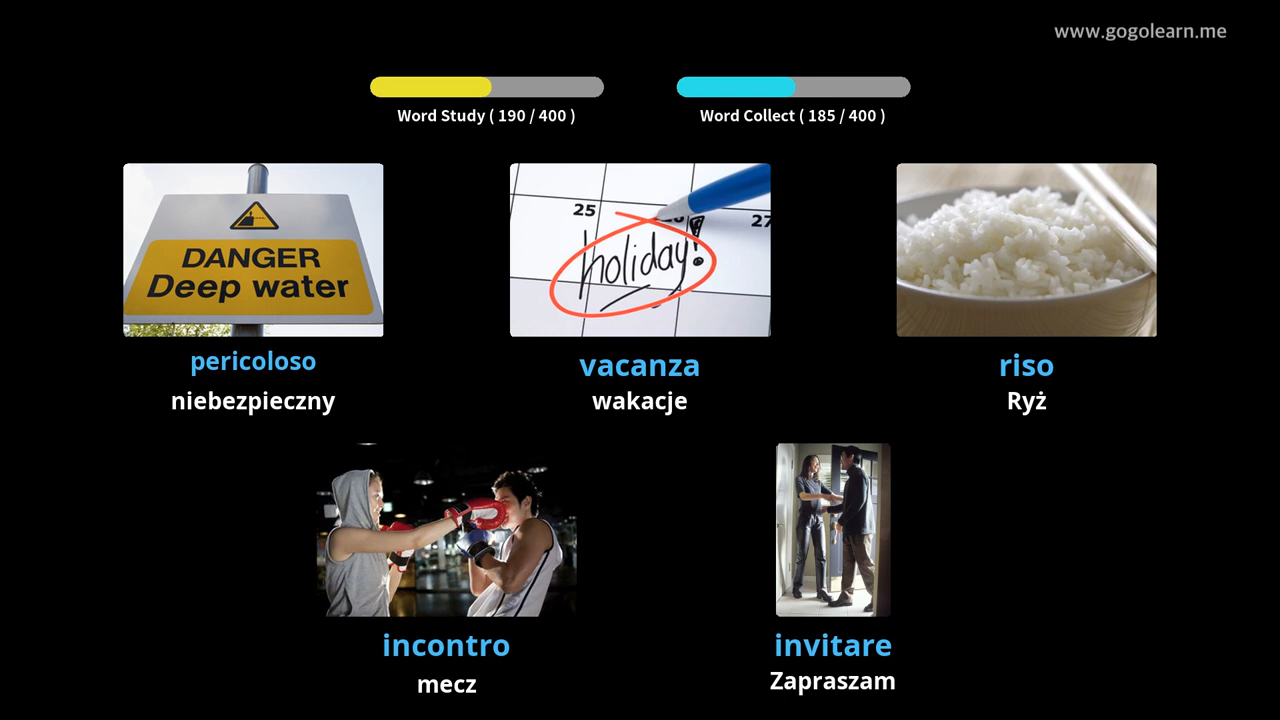 www.gogolearn.me
Word Study ( 190 / 400 )
Word Collect ( 185 / 400 )
DANGER
Deep water
25
27
holiday!
pericoloso
vacanza
riso
niebezpieczny
wakacje
Ryż
incontro
invitare
mecz
Zapraszam